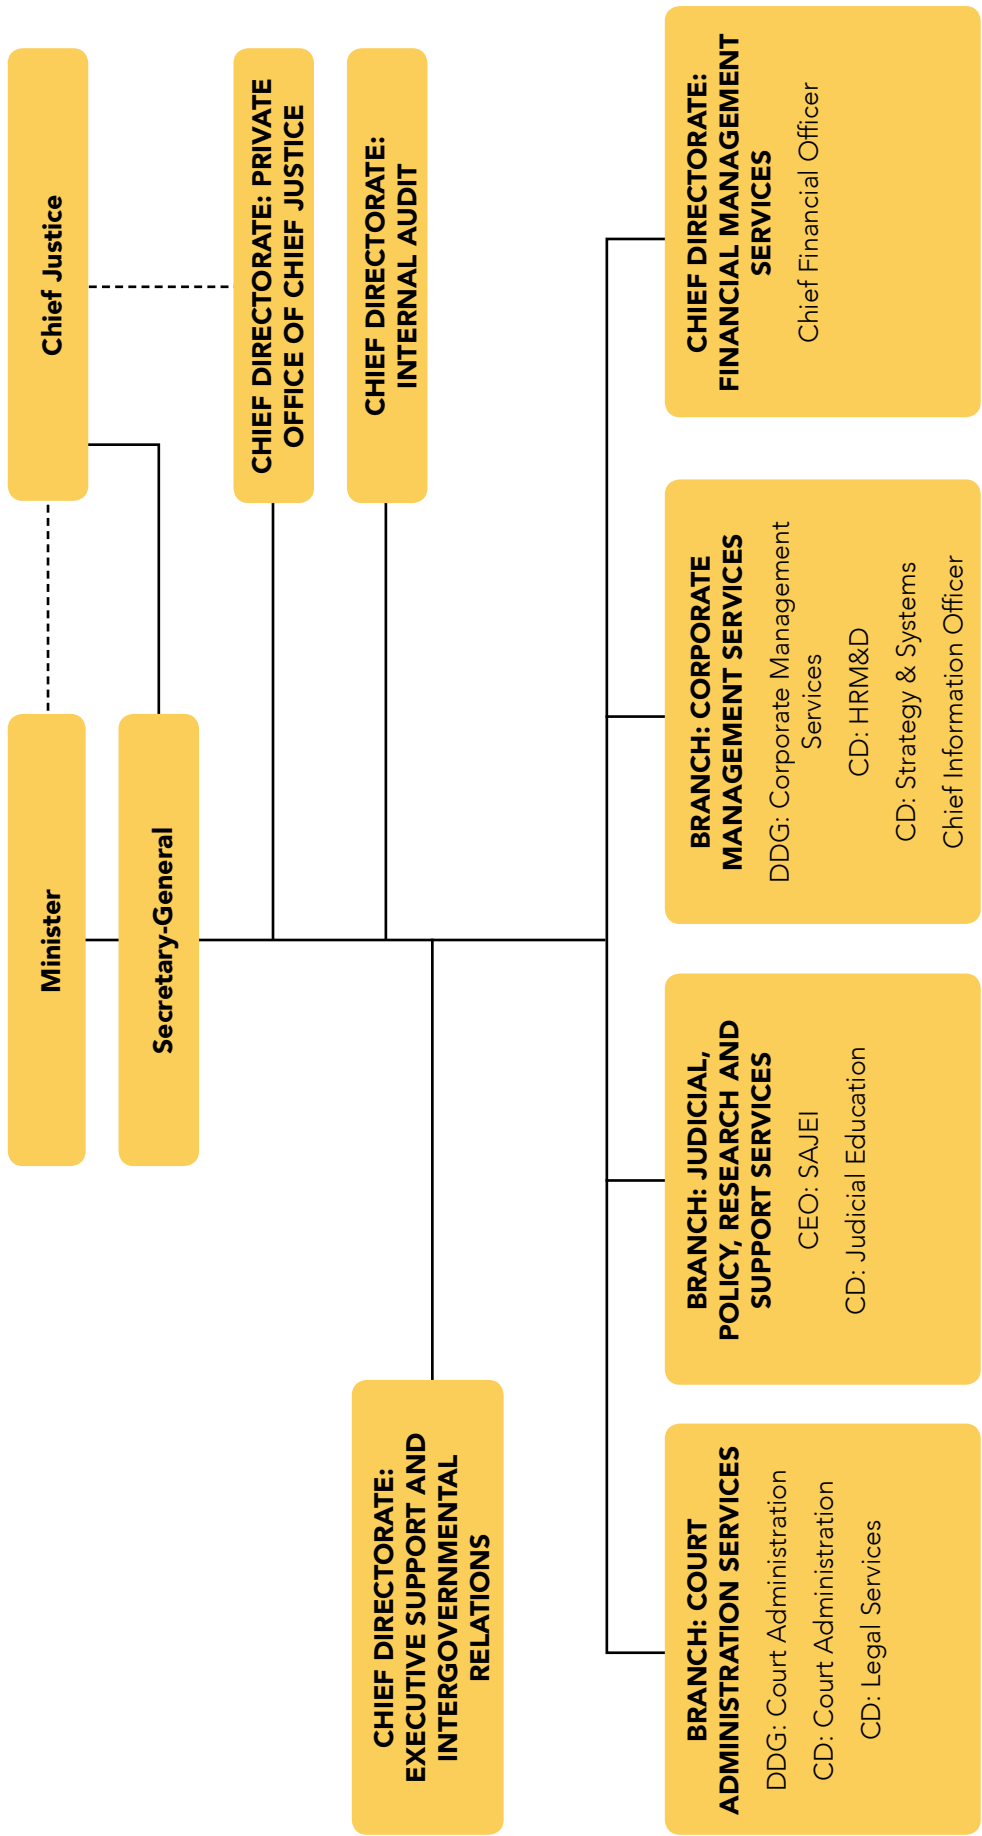 Minister
Chief Justice
Secretary-General
CHIEF DIRECTORATE: PRIVATE
OFFICE OF CHIEF JUSTICE
CHIEF DIRECTORATE:
INTERNAL AUDIT
CHIEF DIRECTORATE:
EXECUTIVE SUPPORT AND
INTERGOVERNMENTAL
RELATIONS
BRANCH: COURT
ADMINISTRATION SERVICES
DDG: Court Administration
CD: Court Administration
CD: Legal Services
BRANCH: JUDICIAL,
POLICY, RESEARCH AND
SUPPORT SERVICES
CEO: SAJEI
CD: Judicial Education
BRANCH: CORPORATE
MANAGEMENT SERVICES
DDG: Corporate Management
Services
CD: HRM&D
CD: Strategy & Systems
Chief Information Officer
CHIEF DIRECTORATE:
FINANCIAL MANAGEMENT
SERVICES
Chief Financial Officer